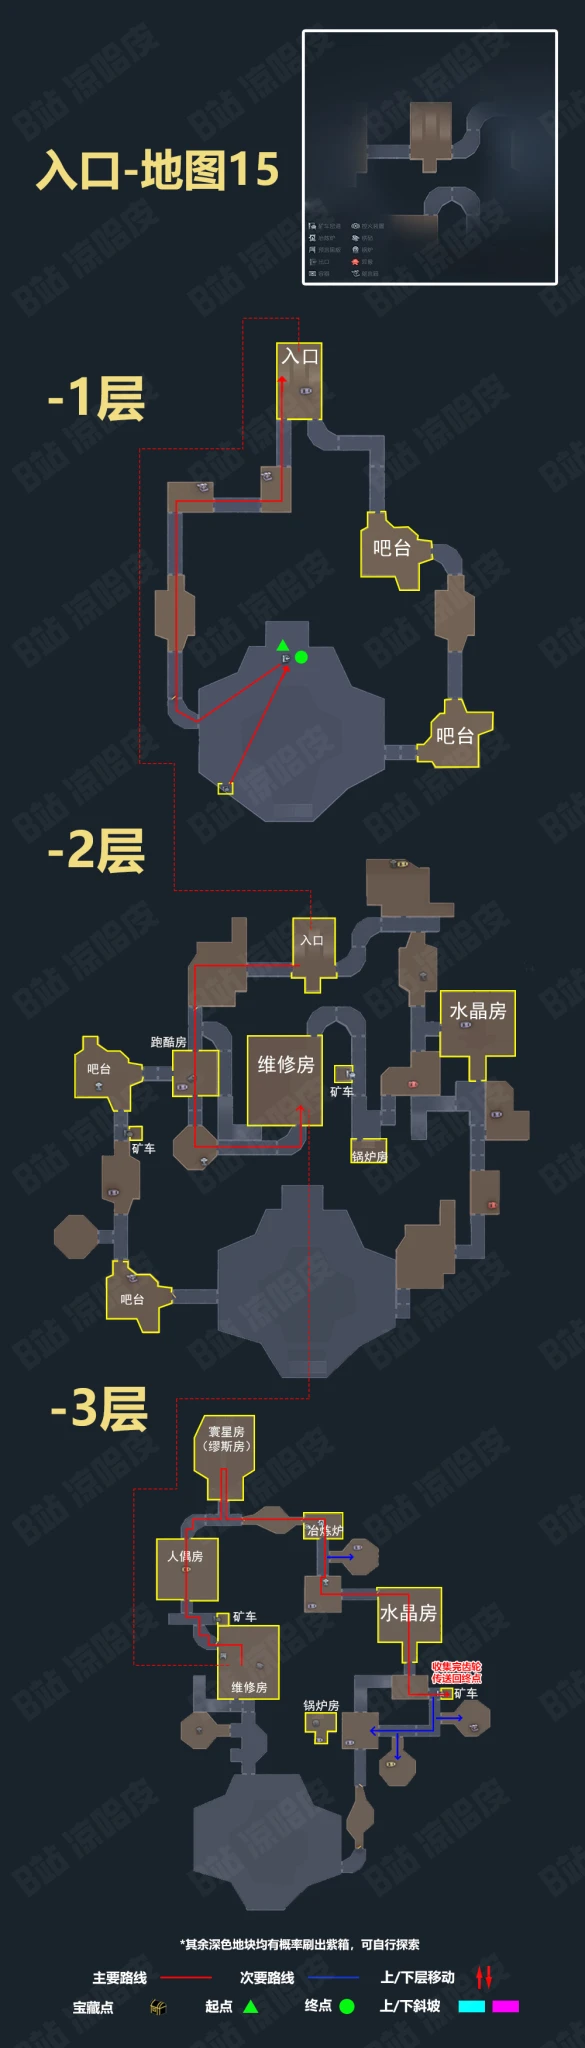 入口-地图15
-1层
入口
吧台
吧台
-2层
入口
水晶房
跑酷房
维修房
吧台
矿车
矿车
锅炉房
吧台
-3层
寰星房
（缪斯房）
冶炼炉
人偶房
水晶房
矿车
收集完齿轮
传送回终点
矿车
维修房
锅炉房
*其余深色地块均有概率刷出紫箱，可自行探索
主要路线 次要路线 上/下层移动
宝藏点 起点 终点 上/下斜坡
B站 凉哈皮